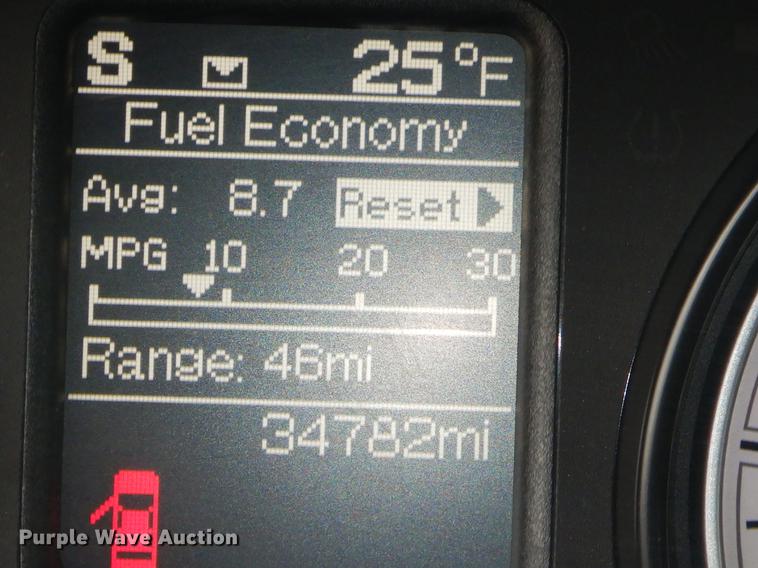 S 25°F
Fuel Economy
Avg: 8.7 Reset
MPG 10 20 30
Range: 46mi
34782mi
Purple Wave Auction